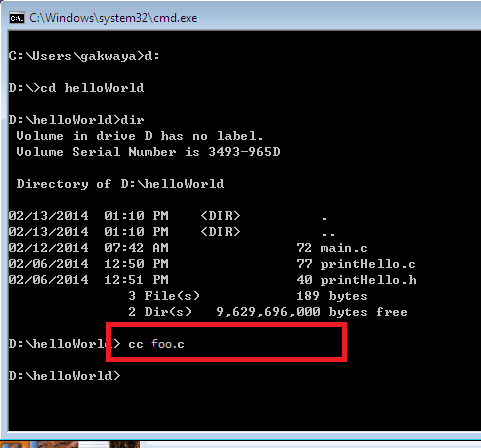 C:\Windows\system32\cmd.exe
C:\Users\gakwaya>d:
D:\>cd helloWorld
D:\helloWorld>dir
Volume in drive D has no label.
Volume Serial Number is 3493-965D
Directory of D:\helloWorld
02/13/2014 01:10 PM <DIR> .
02/13/2014 01:10 PM <DIR> ..
02/12/2014 07:42 AM 72 main.c
02/06/2014 12:50 PM 77 printHello.c
02/06/2014 12:51 PM 40 printHello.h
3 File(s) 189 bytes
2 Dir(s) 9,629,696,000 bytes free
D:\helloWorld> cc foo.c
D:\helloWorld>